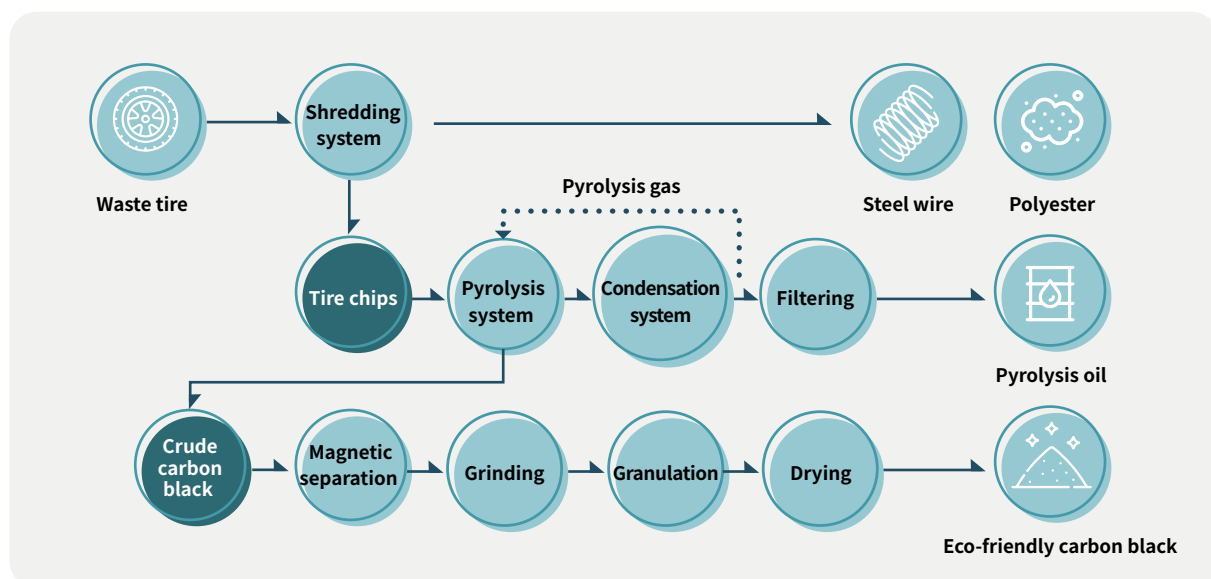 Shredding
system
Waste tire
Steel wire
Polyester
Pyrolysis gas
Tire chips
Pyrolysis
system
Condensation
system
Filtering
Pyrolysis oil
Crude
carbon
black
Magnetic
separation
Grinding
Granulation
Drying
Eco-friendly carbon black